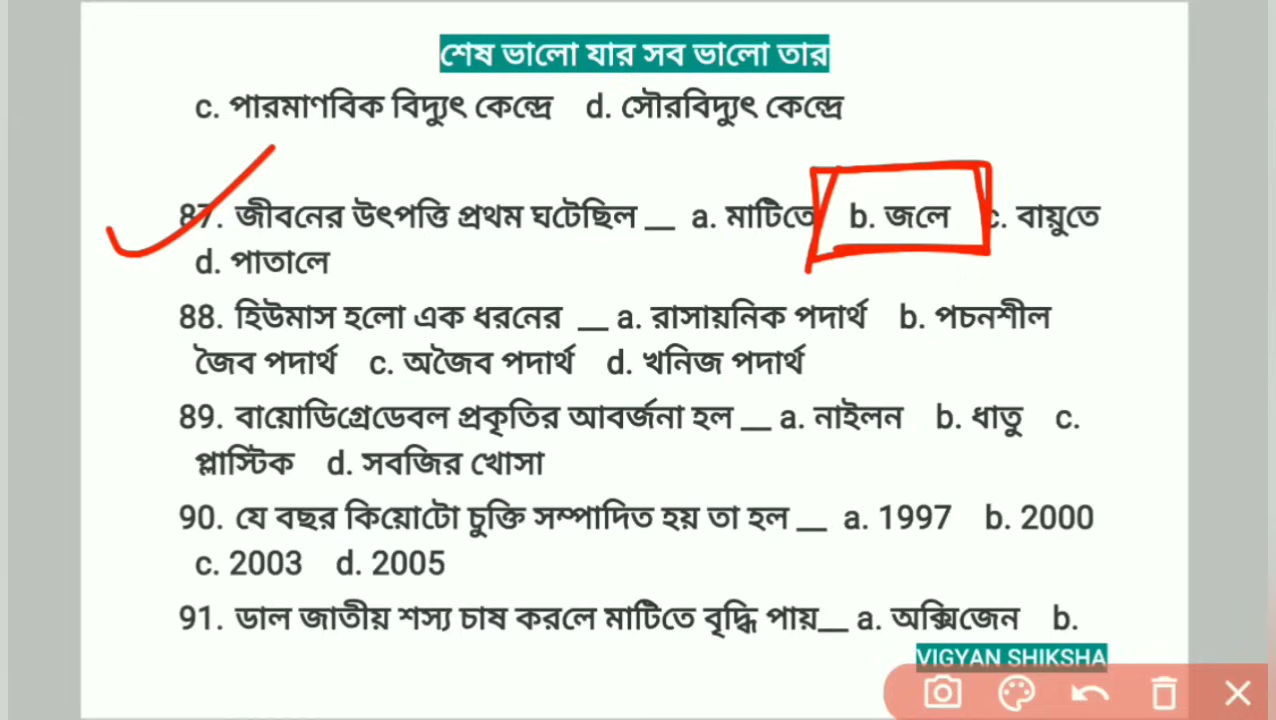 শেষ ভালো যার সব ভালো তার
c. পারমাণবিক বিদ্যুৎ কেন্দ্রে d. সৌরবিদ্যুৎ কেন্দ্রে
87. জীবনের উৎপত্তি প্রথম ঘটেছিল __ a. মাটিতে b. জলে c. বায়ুতে
d. পাতালে
88. হিউমাস হলো এক ধরনের __ a. রাসায়নিক পদার্থ b. পচনশীল
জৈব পদার্থ c. অজৈব পদার্থ d. খনিজ পদার্থ
89. বায়োডিগ্রেডেবল প্রকৃতির আবর্জনা হল __ a. নাইলন b. ধাতু c.
প্লাস্টিক d. সবজির খোসা
90. যে বছর কিয়োটো চুক্তি সম্পাদিত হয় তা হল __ a. 1997 b. 2000
c. 2003 d. 2005
91. ডাল জাতীয় শস্য চাষ করলে মাটিতে বৃদ্ধি পায়__ a. অক্সিজেন b.
VIGYAN SHIKSHA